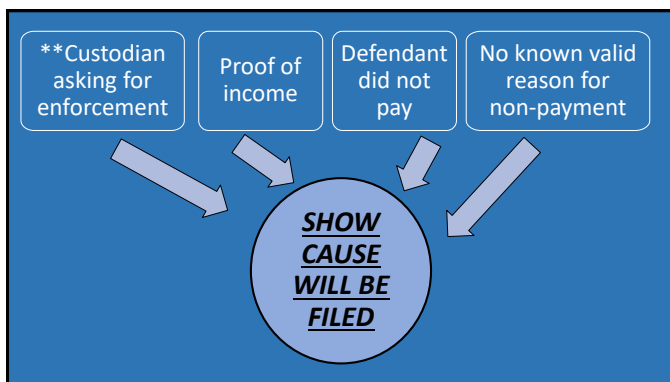 **Custodian
asking for
enforcement
Proof of
income
Defendant
did not
pay
No known valid
reason for
non-payment
SHOW
CAUSE
WILL BE
FILED